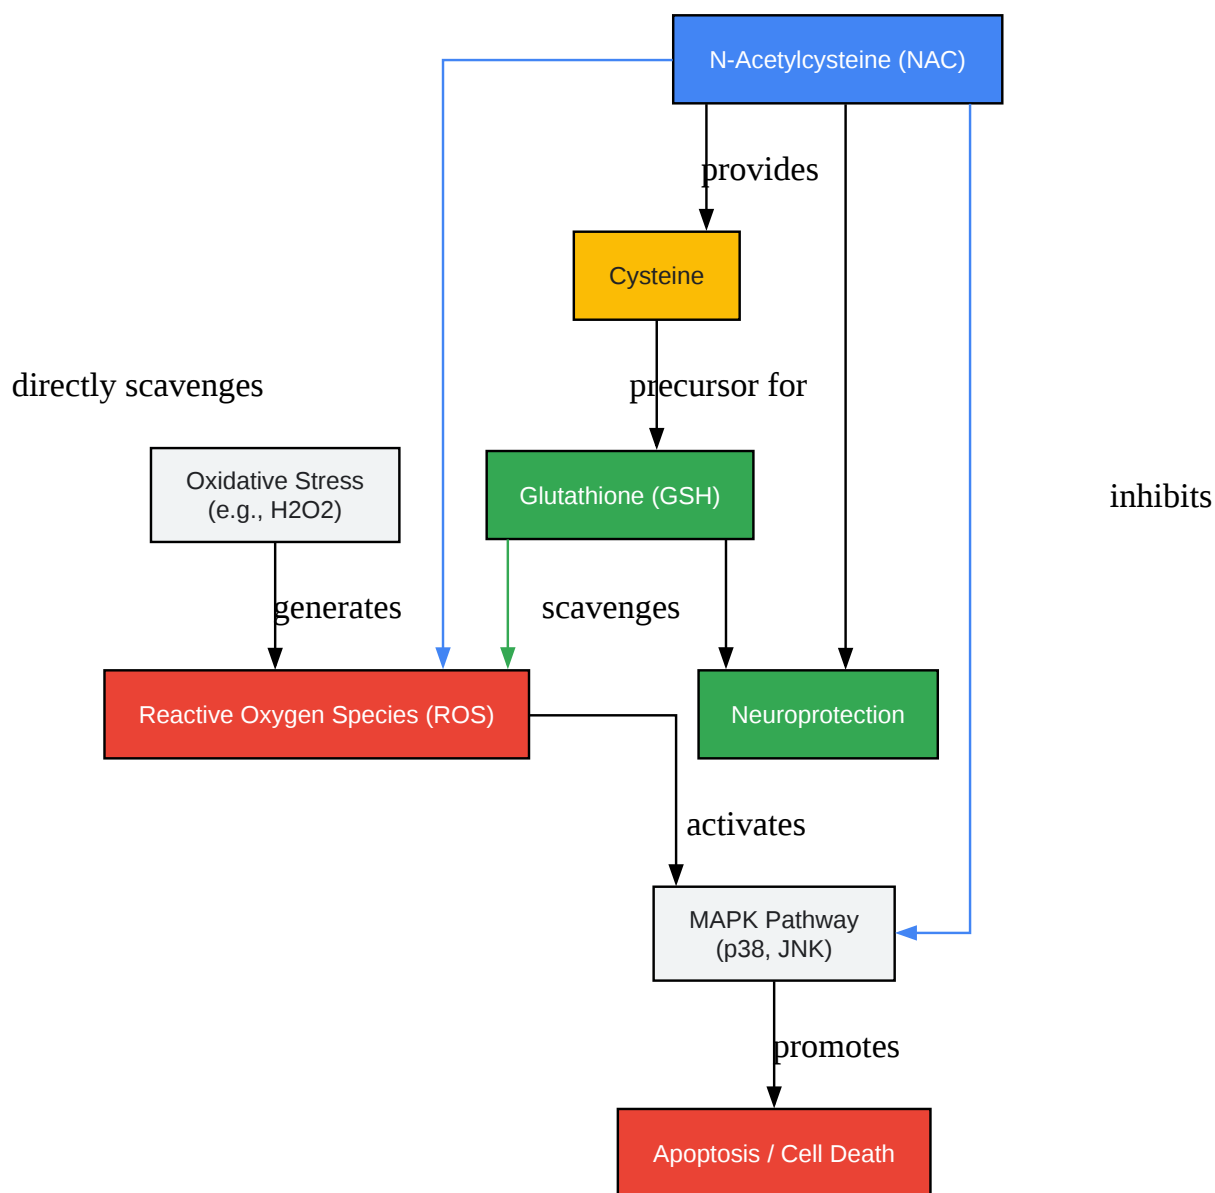 N-Acetylcysteine (NAC)
provides
Cysteine
directly scavenges
precursor for
Oxidative Stress
(e.g., H2O2)
Glutathione (GSH)
inhibits
generates
scavenges
Reactive Oxygen Species (ROS)
Neuroprotection
activates
MAPK Pathway
(p38, JNK)
promotes
Apoptosis / Cell Death